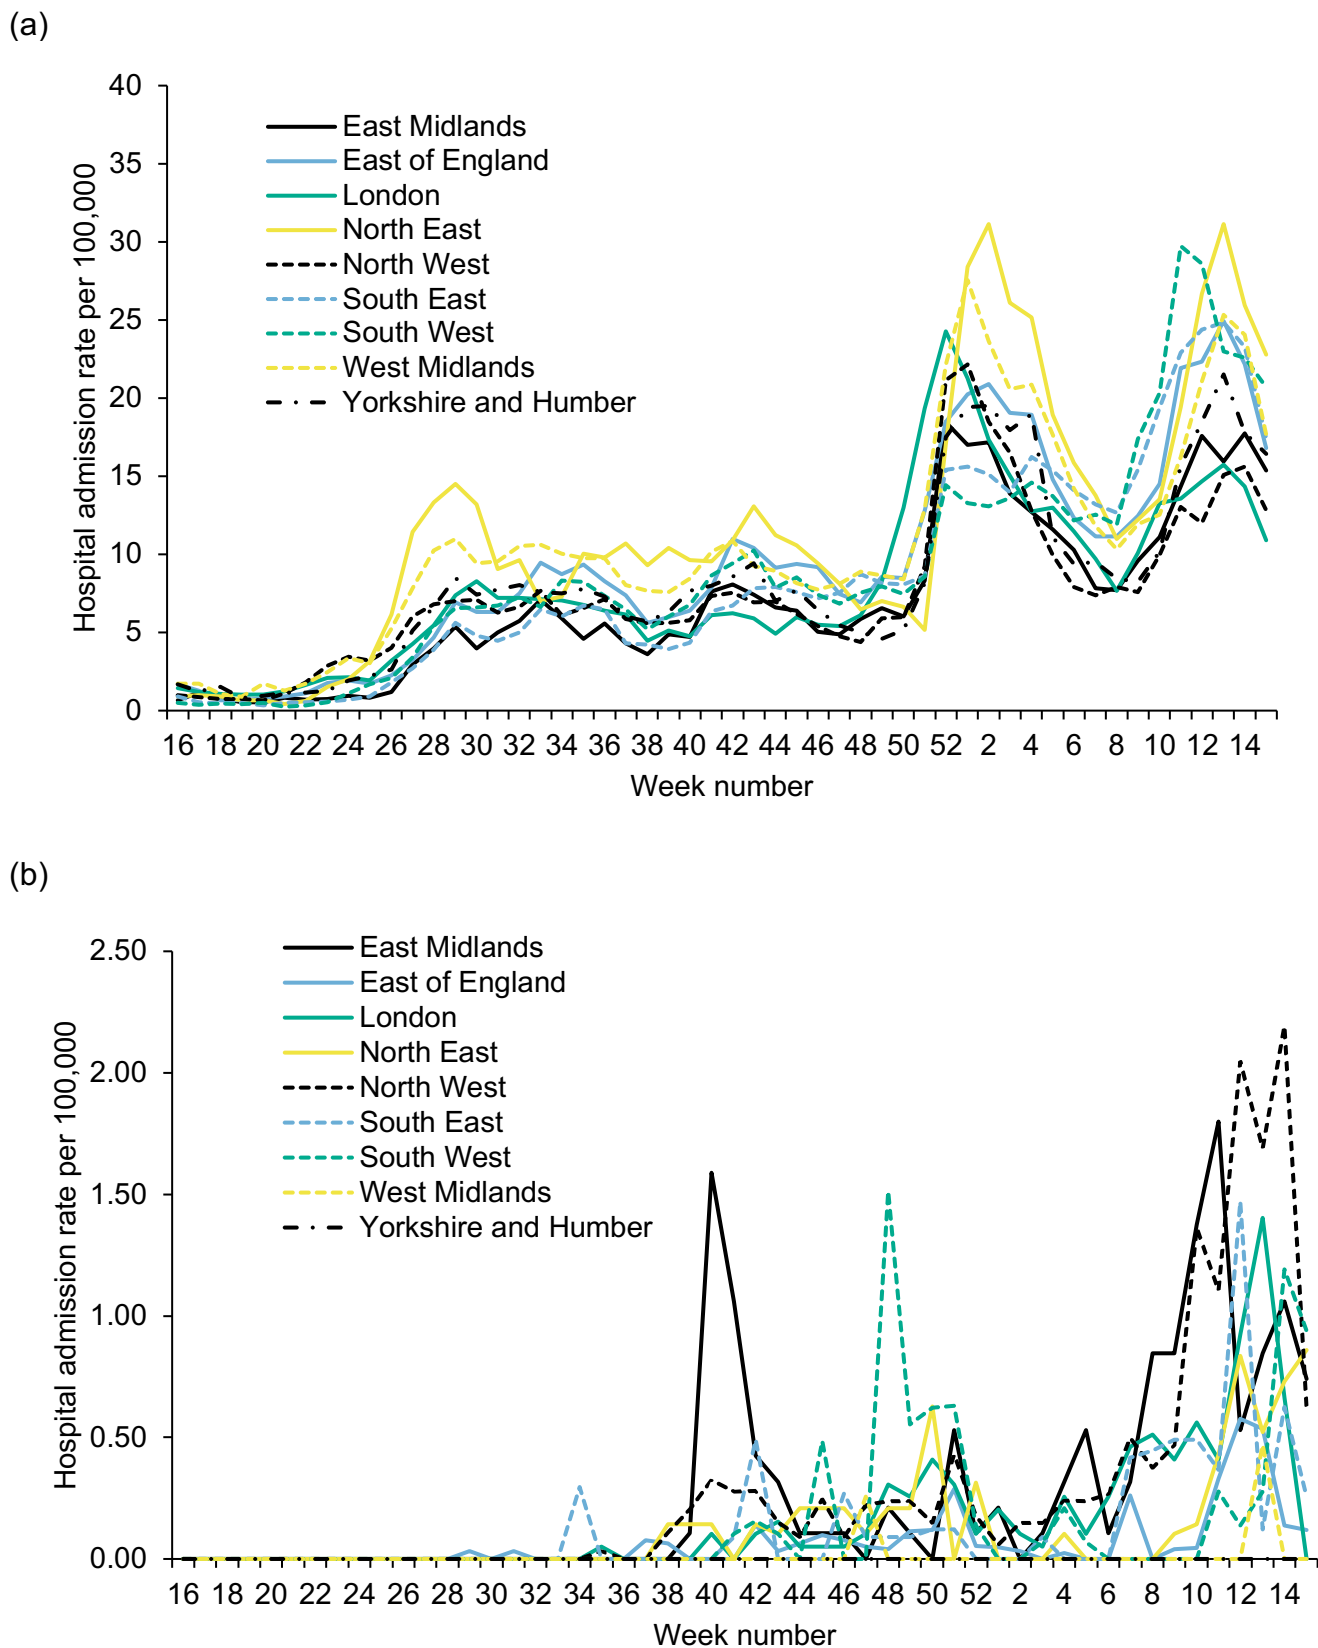 (a)
40
35
30
25
20
15
10
5
0
Hospital admission rate per 100,000
East Midlands
East of England
London
North East
North West
South East
South West
West Midlands
Yorkshire and Humber
16 18 20 22 24 26 28 30 32 34 36 38 40 42 44 46 48 50 52 2 4 6 8 10 12 14
Week number
(b)
2.50
2.00
1.50
1.00
0.50
0.00
Hospital admission rate per 100,000
East Midlands
East of England
London
North East
North West
South East
South West
West Midlands
Yorkshire and Humber
16 18 20 22 24 26 28 30 32 34 36 38 40 42 44 46 48 50 52 2 4 6 8 10 12 14
Week number